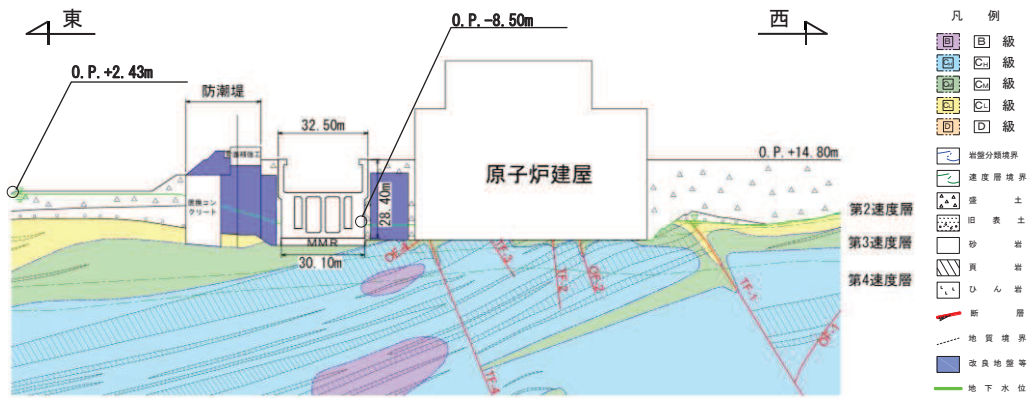 東
O.P.-8.50m
西
O.P.+2.43m
防潮堤
32.50m
O.P.+14.80m
原子炉建屋
置換コン
クリート
28.40m
MMR
30.10m
第2速度層
第3速度層
第4速度層
OF-4
TF-3
TF-2
OF-2
TF-1
OF-1
TF-4
凡 例
B B 級
CH CH 級
CM CM 級
CL CL 級
D D 級
岩盤分類境界
速度層境界
盛 土
旧 表 土
砂 岩
頁 岩
ひ ん 岩
断 層
地 質 境 界
改 良 地 盤 等
地 下 水 位